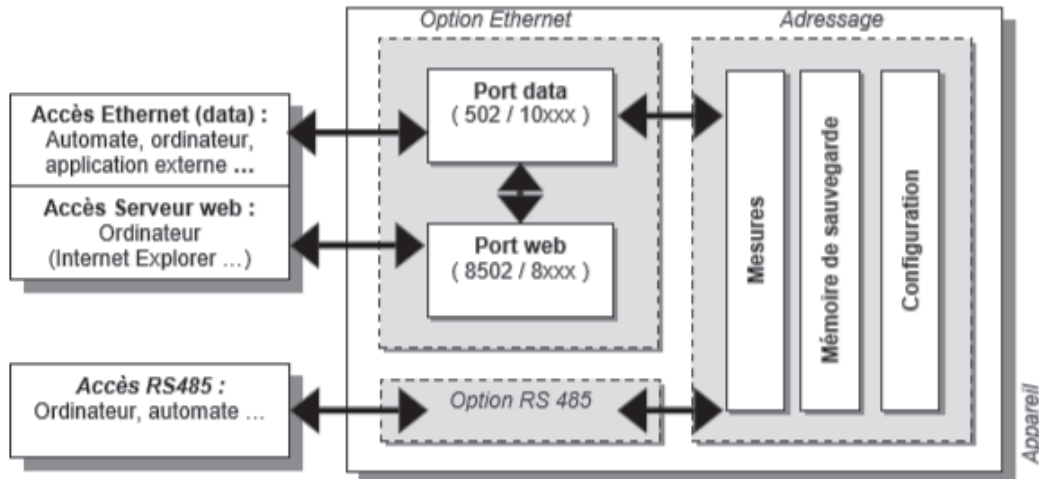 Option Ethernet
Adressage
Accès Ethernet (data) :
Automate, ordinateur,
application externe ...
Accès Serveur web :
Ordinateur
(Internet Explorer ...)
Port data
( 502 / 10xxx )
Port web
( 8502 / 8xxx )
Mesures
Mémoire de sauvegarde
Configuration
Accès RS485 :
Ordinateur, automate ...
Option RS 485
Appareil